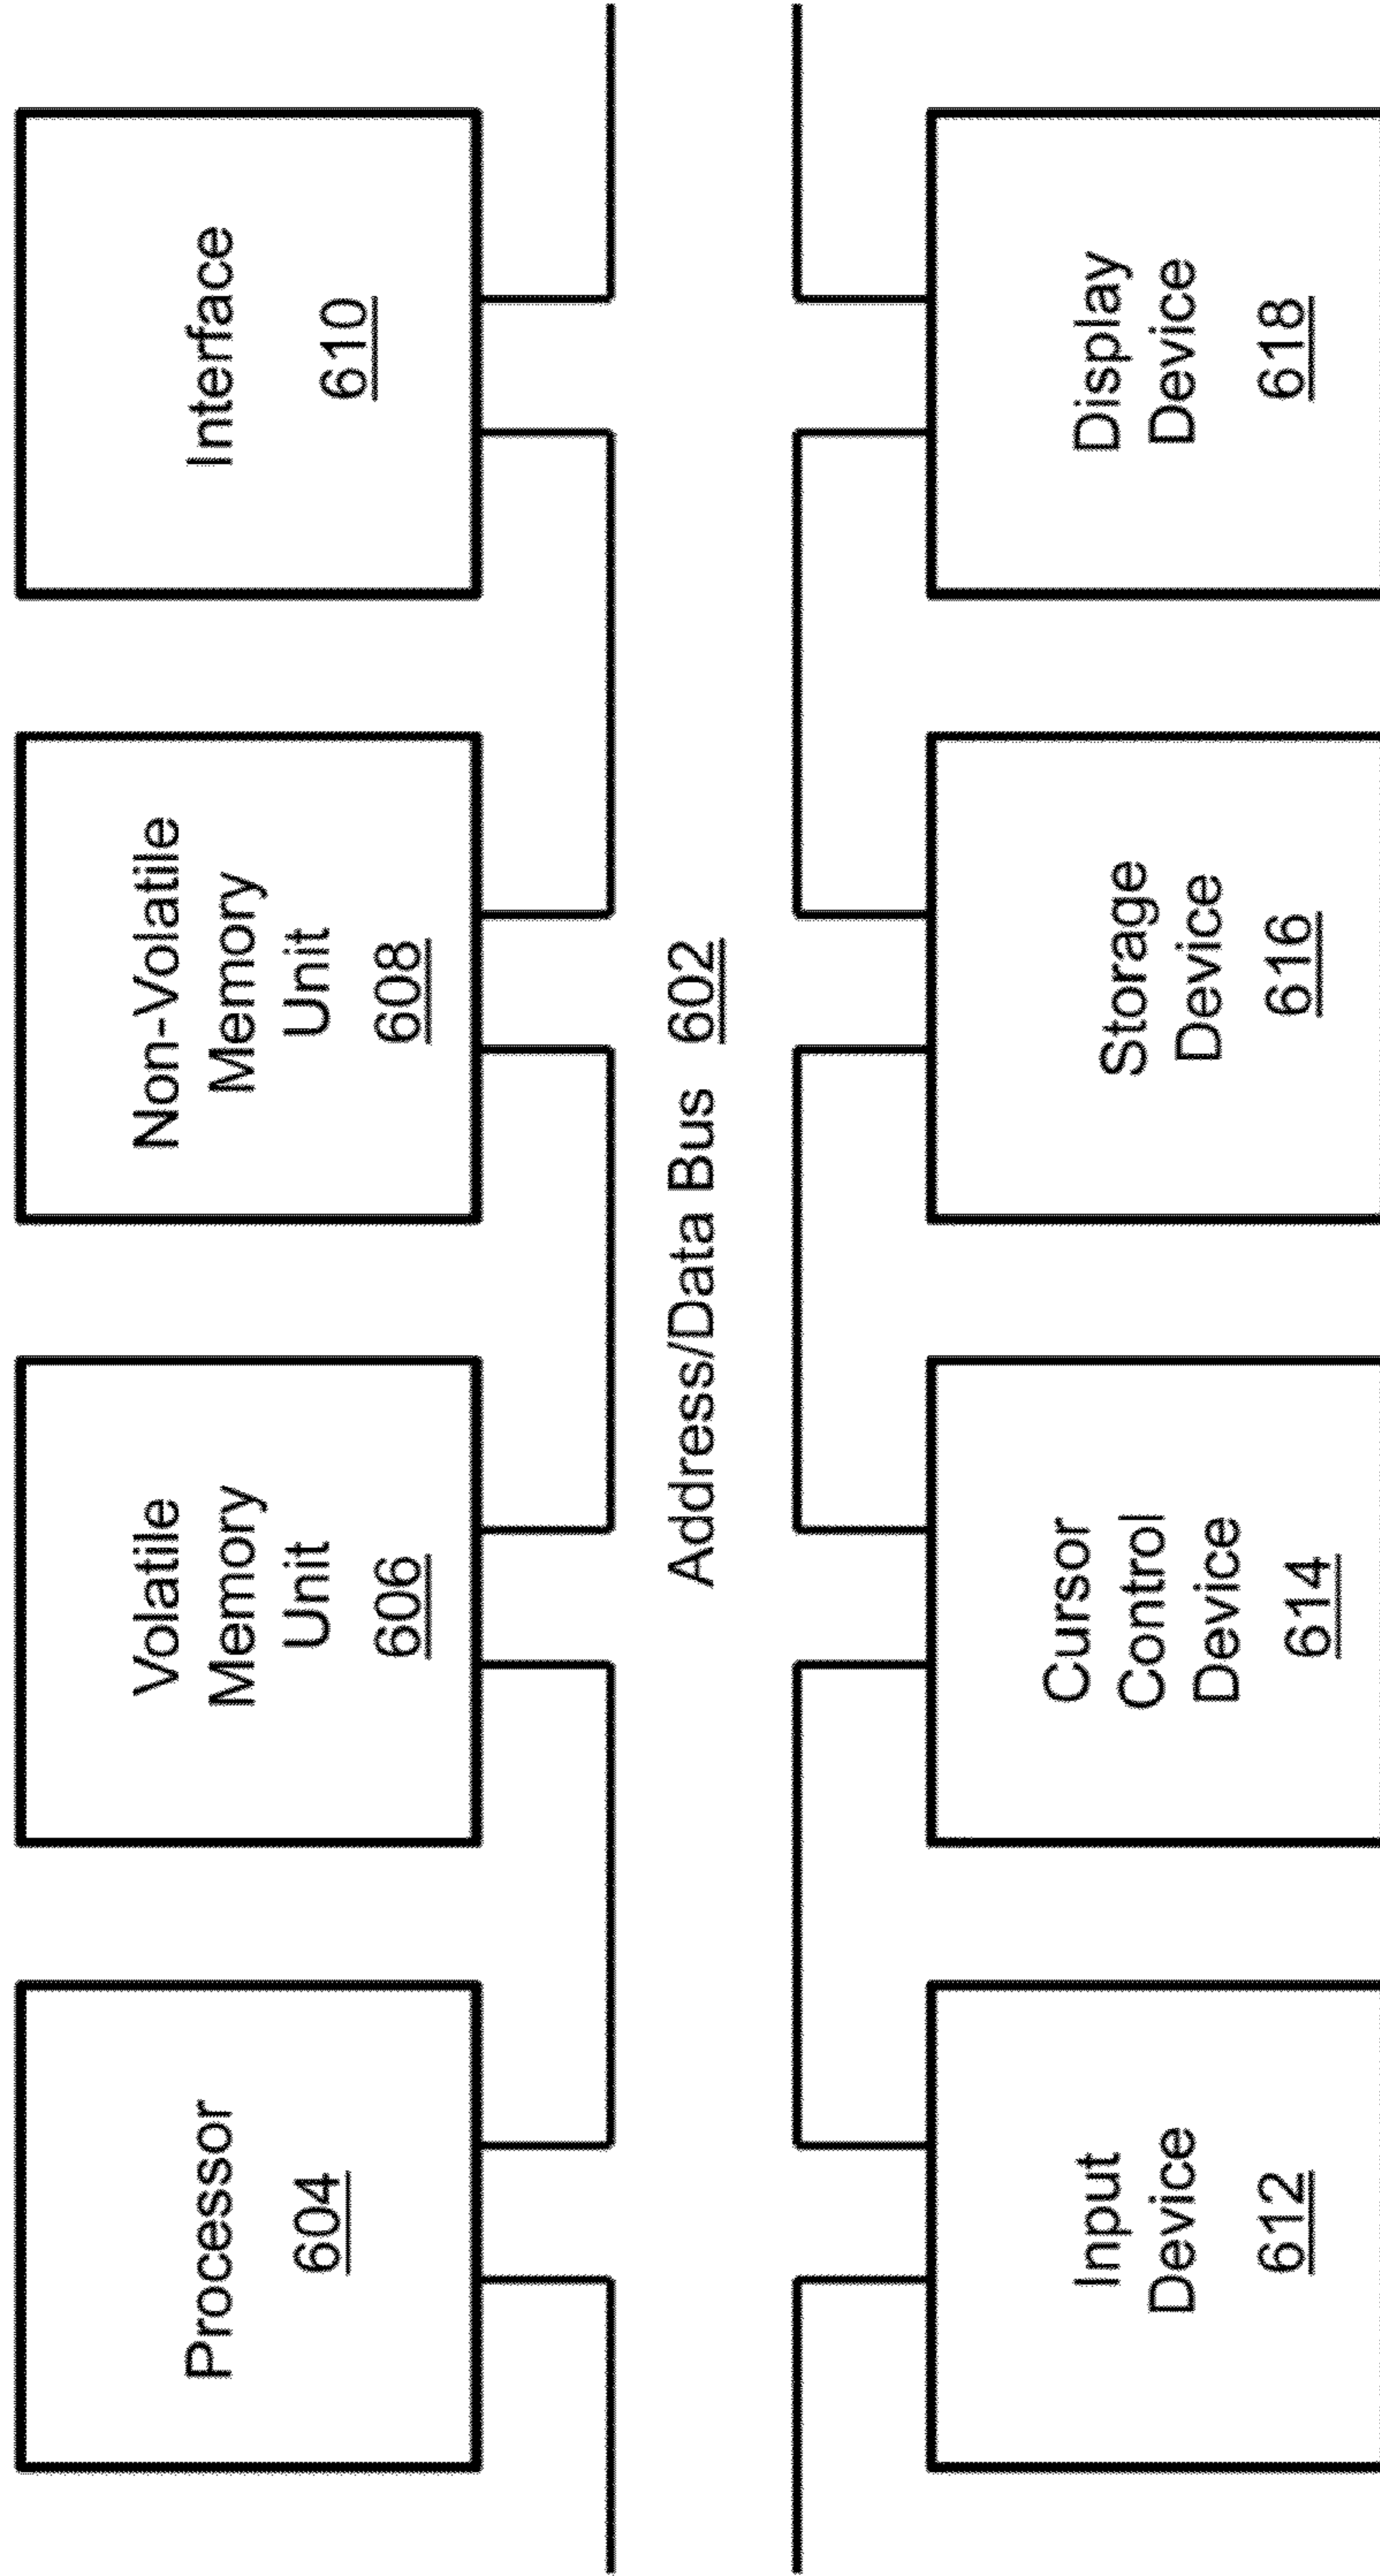 Processor
604
Volatile
Memory
Unit
606
Non-Volatile
Memory
Unit
608
Interface
610
Address/Data Bus 602
Input
Device
612
Cursor
Control
Device
614
Storage
Device
616
Display
Device
618